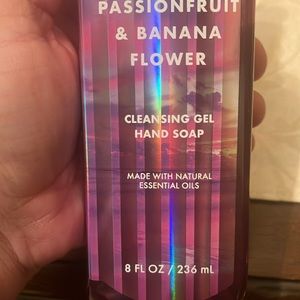 PASSIONFRUIT
& BANANA
FLOWER
CLEANSING GEL
HAND SOAP
MADE WITH NATURAL
ESSENTIAL OILS
8 FL OZ / 236 mL